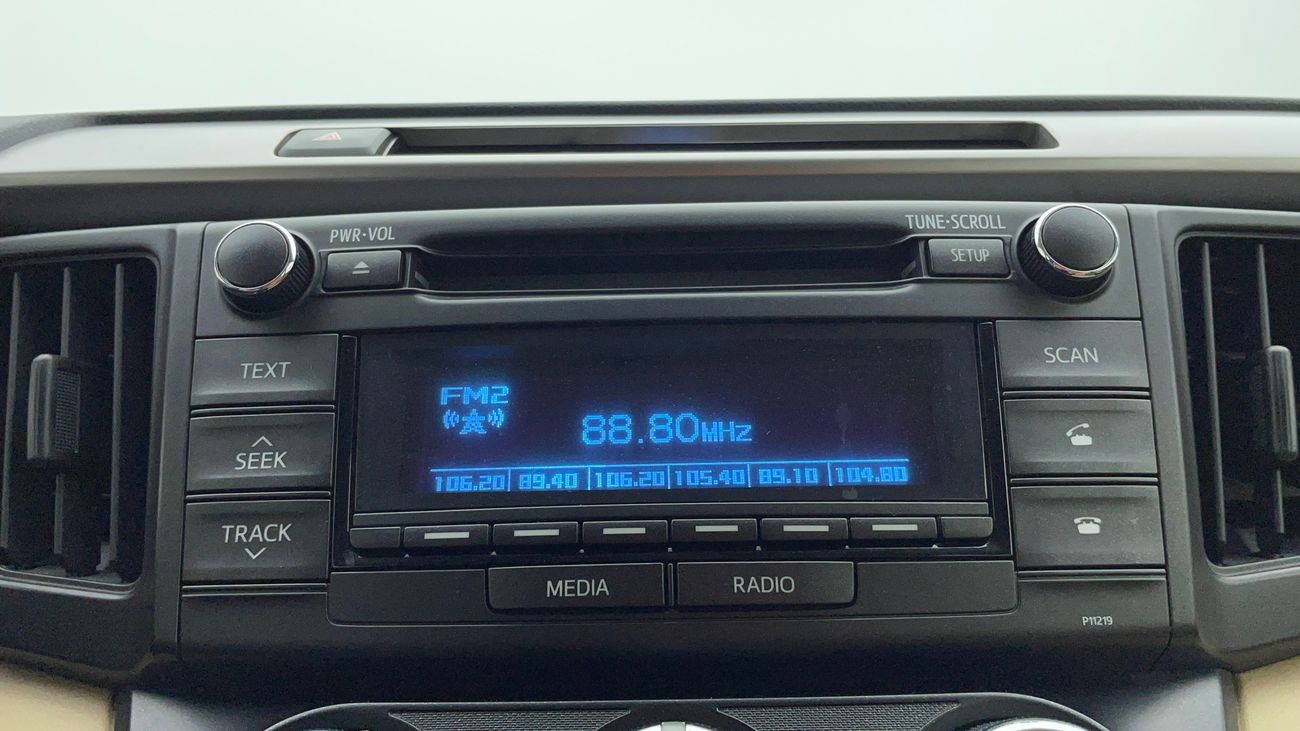 PWR·VOL
TUNE·SCROLL
SETUP
TEXT
SCAN
FM2
88.80MHz
SEEK
106.20 89.40 106.20 105.40 89.10 104.80
TRACK
MEDIA
RADIO
P11219